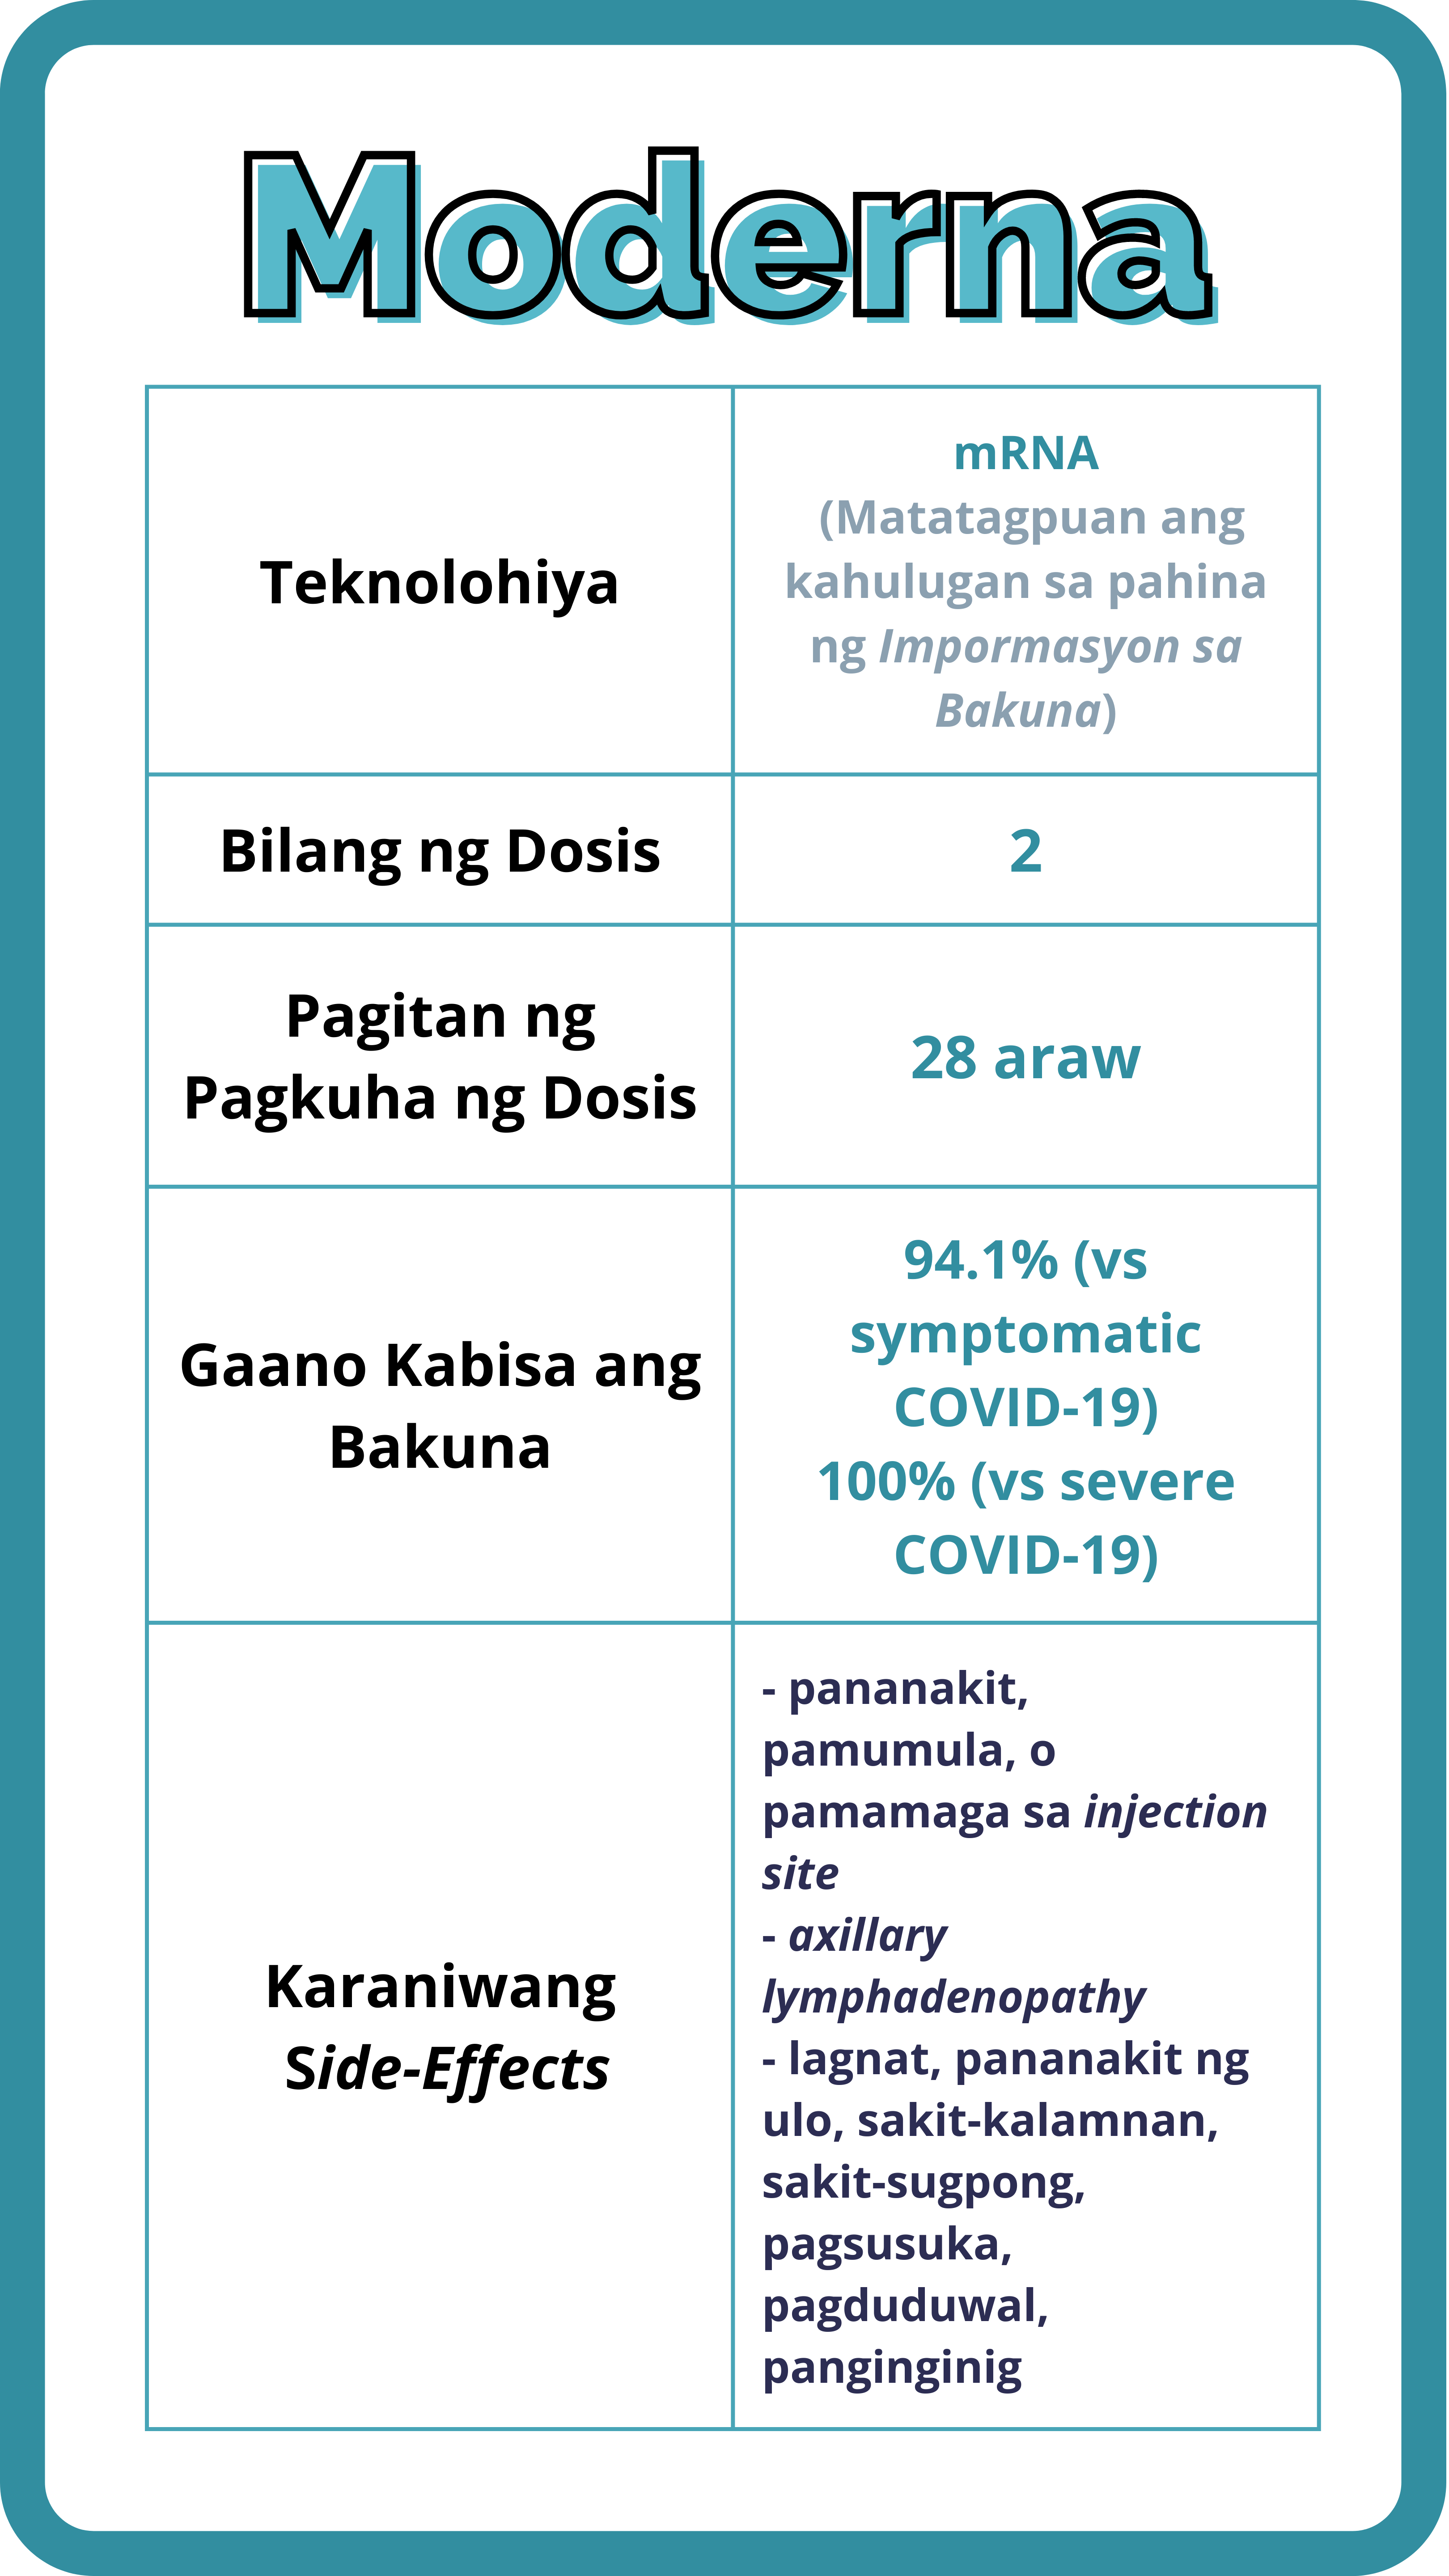 Moderna
Teknolohiya
mRNA
(Matatagpuan ang
kahulugan sa pahina
ng Impormasyon sa
Bakuna)
Bilang ng Dosis
2
Pagitan ng
Pagkuha ng Dosis
28 araw
Gaano Kabisa ang
Bakuna
94.1% (vs
symptomatic
COVID-19)
100% (vs severe
COVID-19)
Karaniwang
Side-Effects
- pananakit,
pamumula, o
pamamaga sa injection
site
- axillary
lymphadenopathy
- lagnat, pananakit ng
ulo, sakit-kalamnan,
sakit-sugpong,
pagsusuka,
pagduduwal,
panginginig